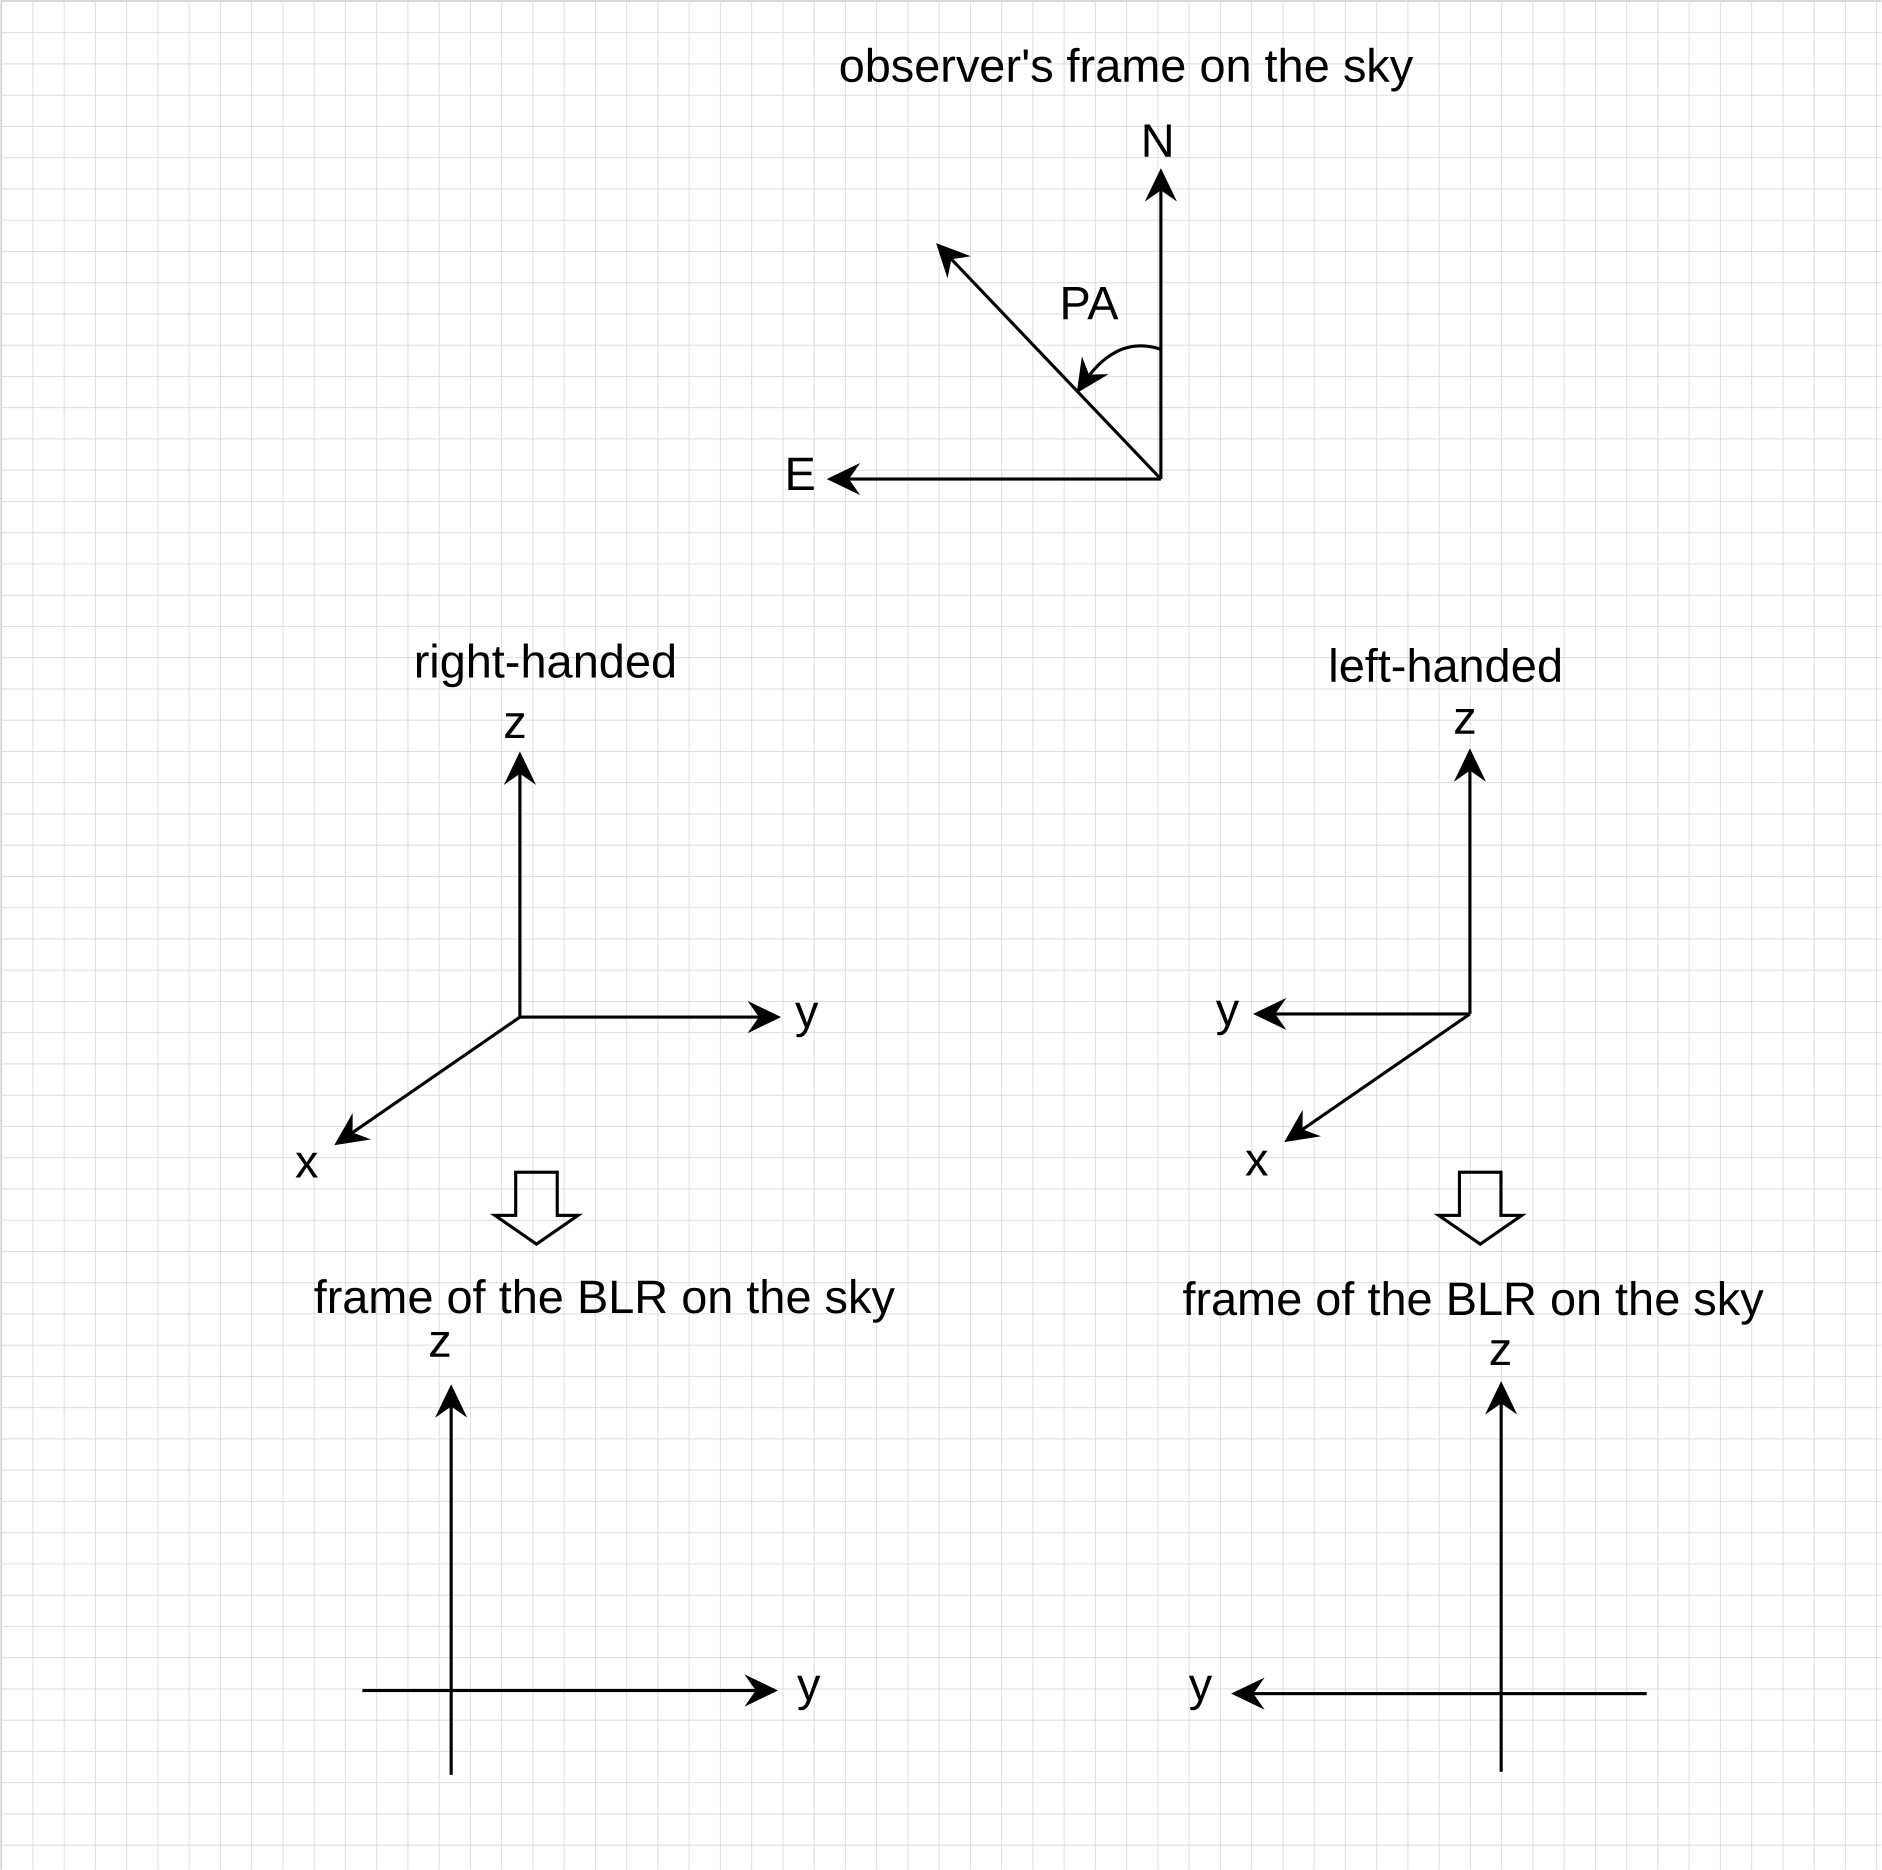 observer's frame on the sky
N
PA
E
right-handed
z
y
x
frame of the BLR on the sky
z
y
left-handed
z
y
x
frame of the BLR on the sky
z
y